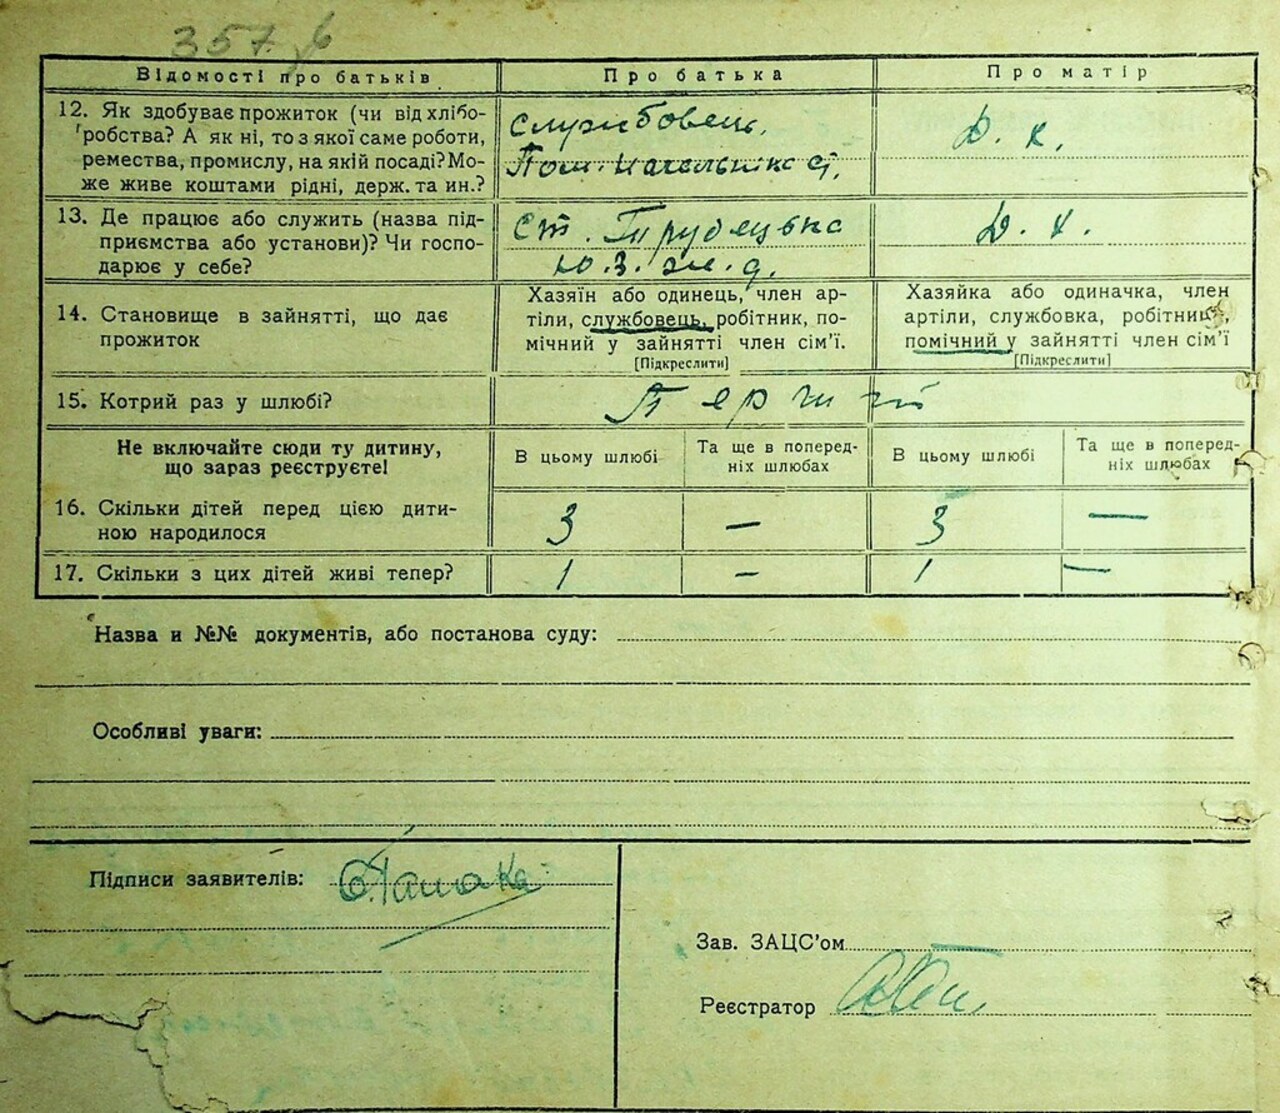 357.
Відомості про батьків
Про батька
Про матір
12. Як здобуває прожиток (чи від хлібо-
робства? А як ні, то з якої саме роботи,
ремества, промислу, на якій посаді? Мо-
же живе коштами рідні, держ. та ин.?
Службовець,
Пом. Начельника ст,
Д. х.
13. Де працює або служить (назва під-
приємства або установи)? Чи госпо-
дарює у себе?
Ст.
Ю.З. ж. д.
Д. х.
14. Становище в зайнятті, що дає
прожиток
Хазяїн або одинець, член ар-
тіли, службовець, робітник, по-
мічний у зайнятті член сім’ї.
[Підкреслити]
Хазяйка або одиначка, член
артіли, службовка, робітниця,
помічний у зайнятті член сім’ї
[Підкреслити]
15. Котрий раз у шлюбі?
Перший
Не включайте сюди ту дитину,
що зараз реєструєте!
В цьому шлюбі
Та ще в поперед-
ніх шлюбах
В цьому шлюбі
Та ще в поперед-
ніх шлюбах
16. Скільки дітей перед цією дити-
ною народилося
3
—
3
—
17. Скільки з цих дітей живі тепер?
1
—
1
—
Назва и №№ документів, або постанова суду:
Особливі уваги:
Підписи заявителів:
Зав. ЗАЦС’ом
Реєстратор